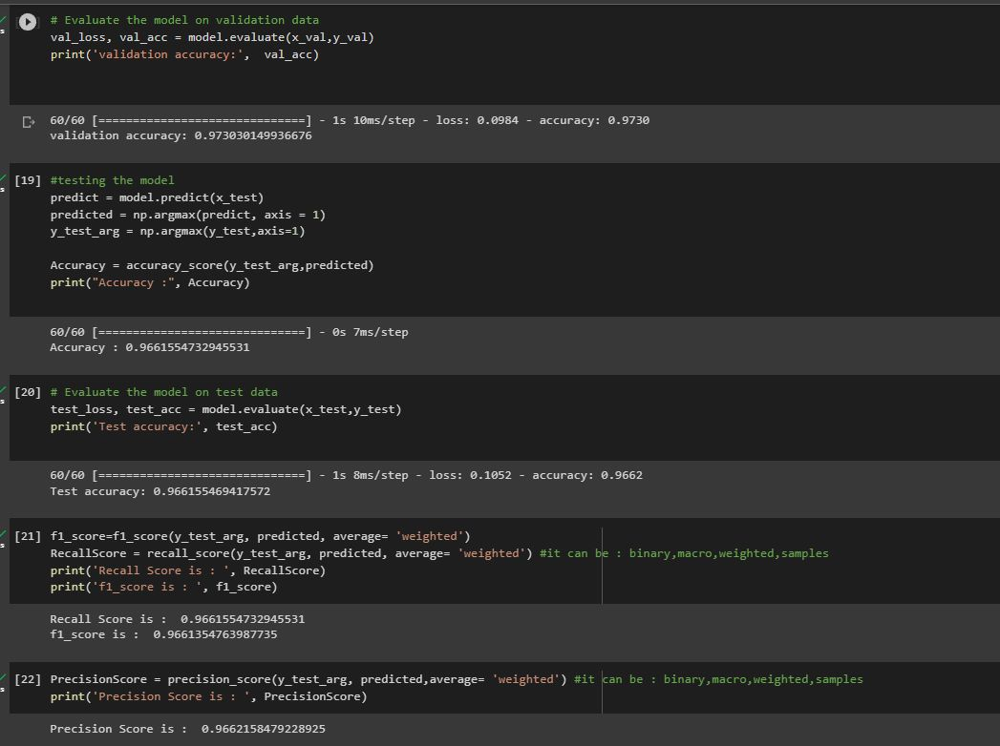 # Evaluate the model on validation data
val_loss, val_acc = model.evaluate(x_val,y_val)
print('validation accuracy:',  val_acc)
60/60 [==============================] - 1s 10ms/step - loss: 0.0984 - accuracy: 0.9730
validation accuracy: 0.973030149936676
[19] #testing the model
predict = model.predict(x_test)
predicted = np.argmax(predict, axis = 1)
y_test_arg = np.argmax(y_test,axis=1)
Accuracy = accuracy_score(y_test_arg,predicted)
print("Accuracy :", Accuracy)
60/60 [==============================] - 0s 7ms/step
Accuracy : 0.9661554732945531
[20] # Evaluate the model on test data
test_loss, test_acc = model.evaluate(x_test,y_test)
print('Test accuracy:', test_acc)
60/60 [==============================] - 1s 8ms/step - loss: 0.1052 - accuracy: 0.9662
Test accuracy: 0.966155469417572
[21] f1_score=f1_score(y_test_arg, predicted, average= 'weighted')
RecallScore = recall_score(y_test_arg, predicted, average= 'weighted') #it can be : binary,macro,weighted,samples
print('Recall Score is : ', RecallScore)
print('f1_score is : ', f1_score)
Recall Score is :  0.9661554732945531
f1_score is :  0.9661354763987735
[22] PrecisionScore = precision_score(y_test_arg, predicted,average= 'weighted') #it can be : binary,macro,weighted,samples
print('Precision Score is : ', PrecisionScore)
Precision Score is :  0.9662158479228925